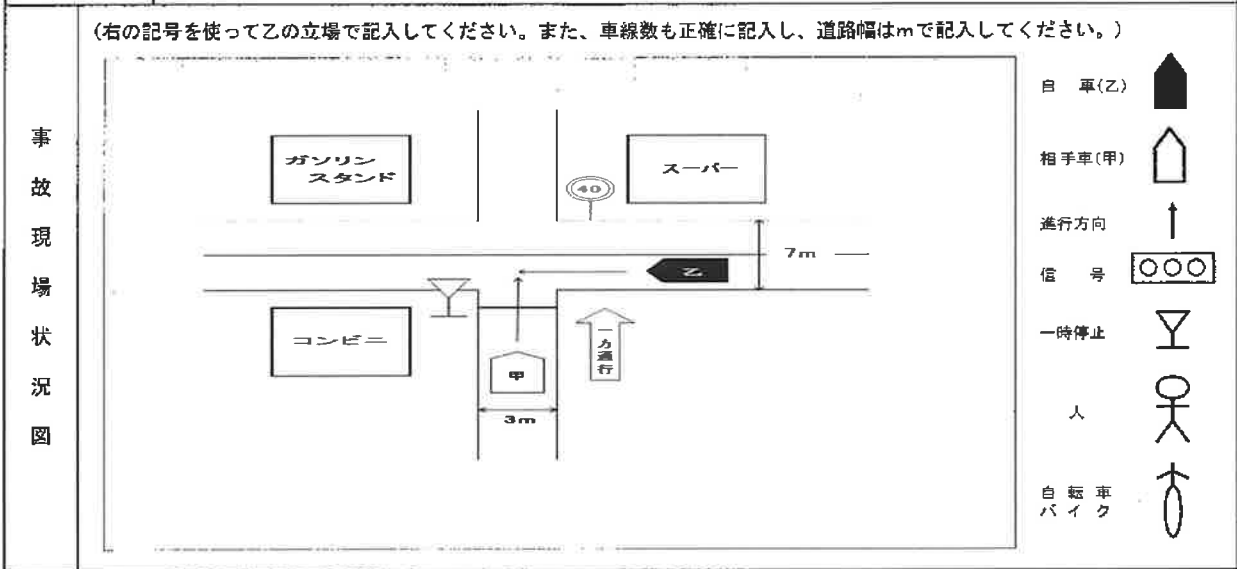 (右の記号を使って乙の立場で記入してください。また、車線数も正確に記入し、道路幅はmで記入してください。)
事故現場状況図
ガソリン
スタンド
スーパー
40
7m
乙
コンビニ
一方通行
甲
3m
自 車(乙)
相手車(甲)
進行方向
信 号
一時停止
人
自転車
バイク